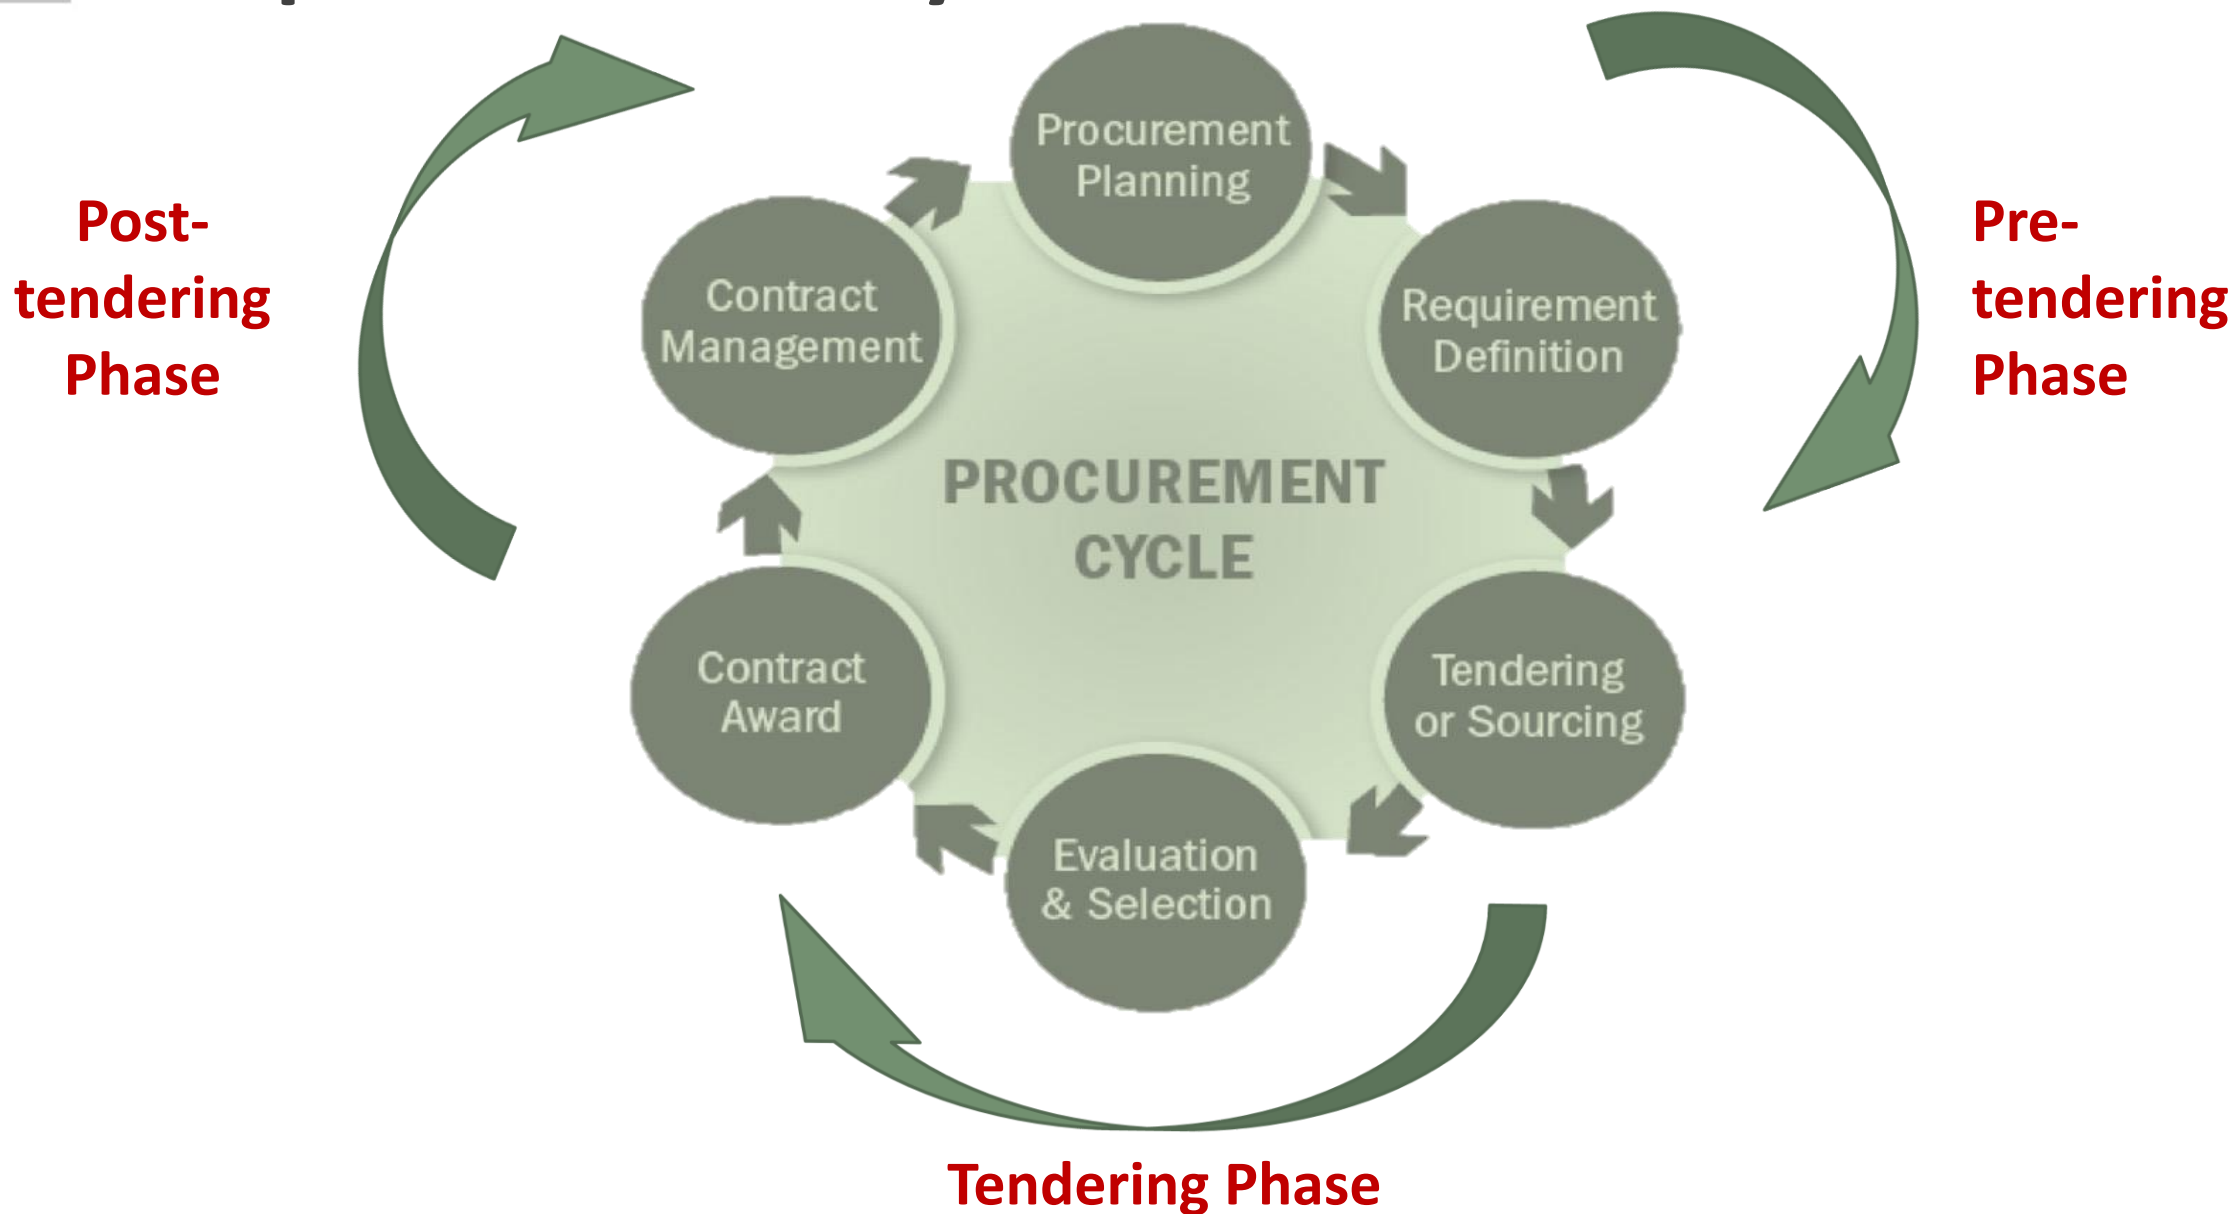 Procurement
Planning
Requirement
Definition
Tendering
or Sourcing
Evaluation
& Selection
Contract
Award
Contract
Management
PROCUREMENT
CYCLE
Pre-
tendering
Phase
Tendering Phase
Post-
tendering
Phase